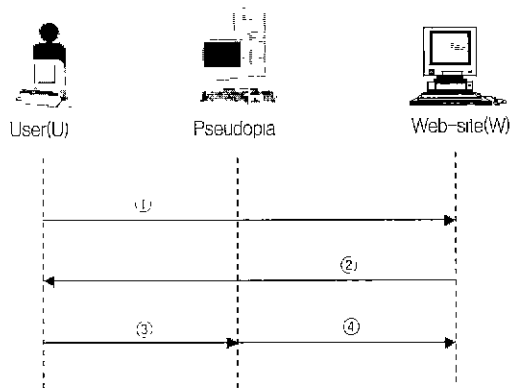 User(U)
Pseudopia
Web-site(W)
①
②
③
④